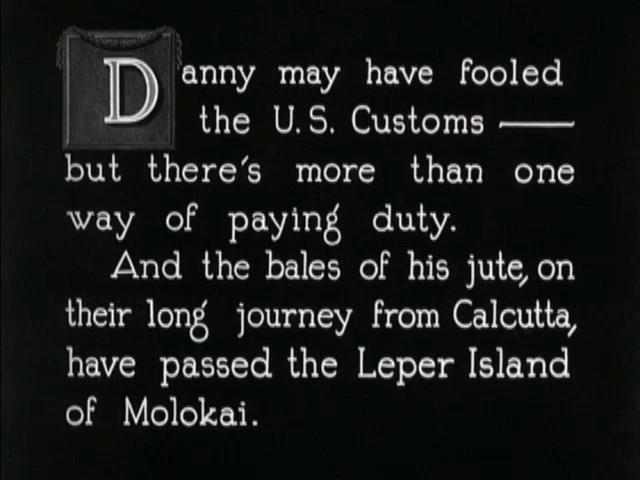 Danny may have fooled
the U.S. Customs ——
but there's more than one
way of paying duty.
And the bales of his jute, on
their long journey from Calcutta,
have passed the Leper Island
of Molokai.